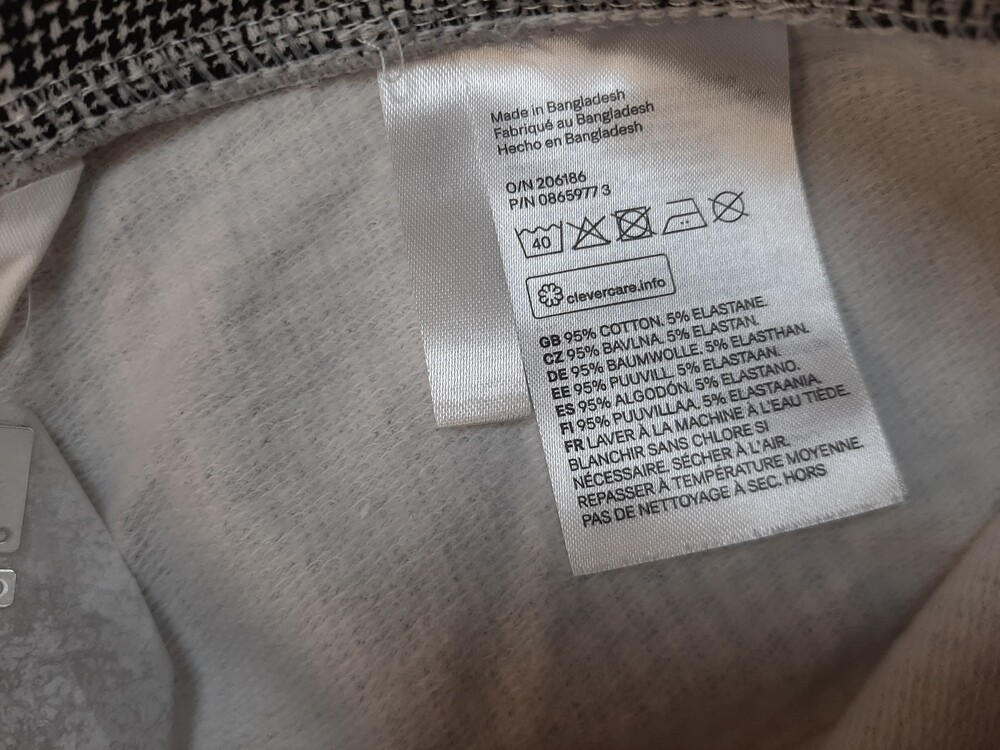 Made in Bangladesh
Fabriqué au Bangladesh
Hecho en Bangladesh
O/N 206186
P/N 0865977 3
40
clevercare.info
GB 95% COTTON. 5% ELASTANE.
CZ 95% BAVLNA. 5% ELASTAN.
DE 95% BAUMWOLLE. 5% ELASTHAN.
EE 95% PUUVILL. 5% ELASTAAN.
ES 95% ALGODÓN. 5% ELASTANO.
FI 95% PUUVILLAA. 5% ELASTAANIA.
FR LAVER À LA MACHINE À L'EAU TIÈDE.
BLANCHIR SANS CHLORE SI
NÉCESSAIRE. SÉCHER À L'AIR.
REPASSER À TEMPÉRATURE MOYENNE.
PAS DE NETTOYAGE À SEC. HORS